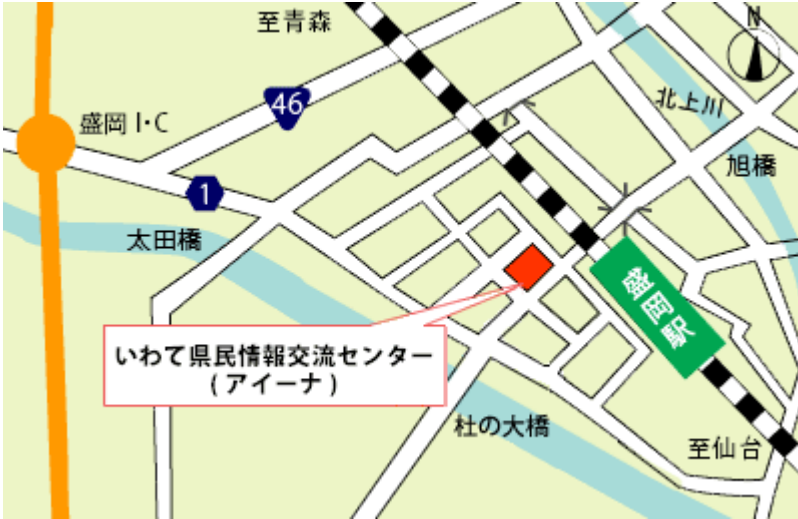 至青森
N
46
盛岡 I・C
北上川
旭橋
1
太田橋
盛岡駅
いわて県民情報交流センター
(アイーナ)
杜の大橋
至仙台